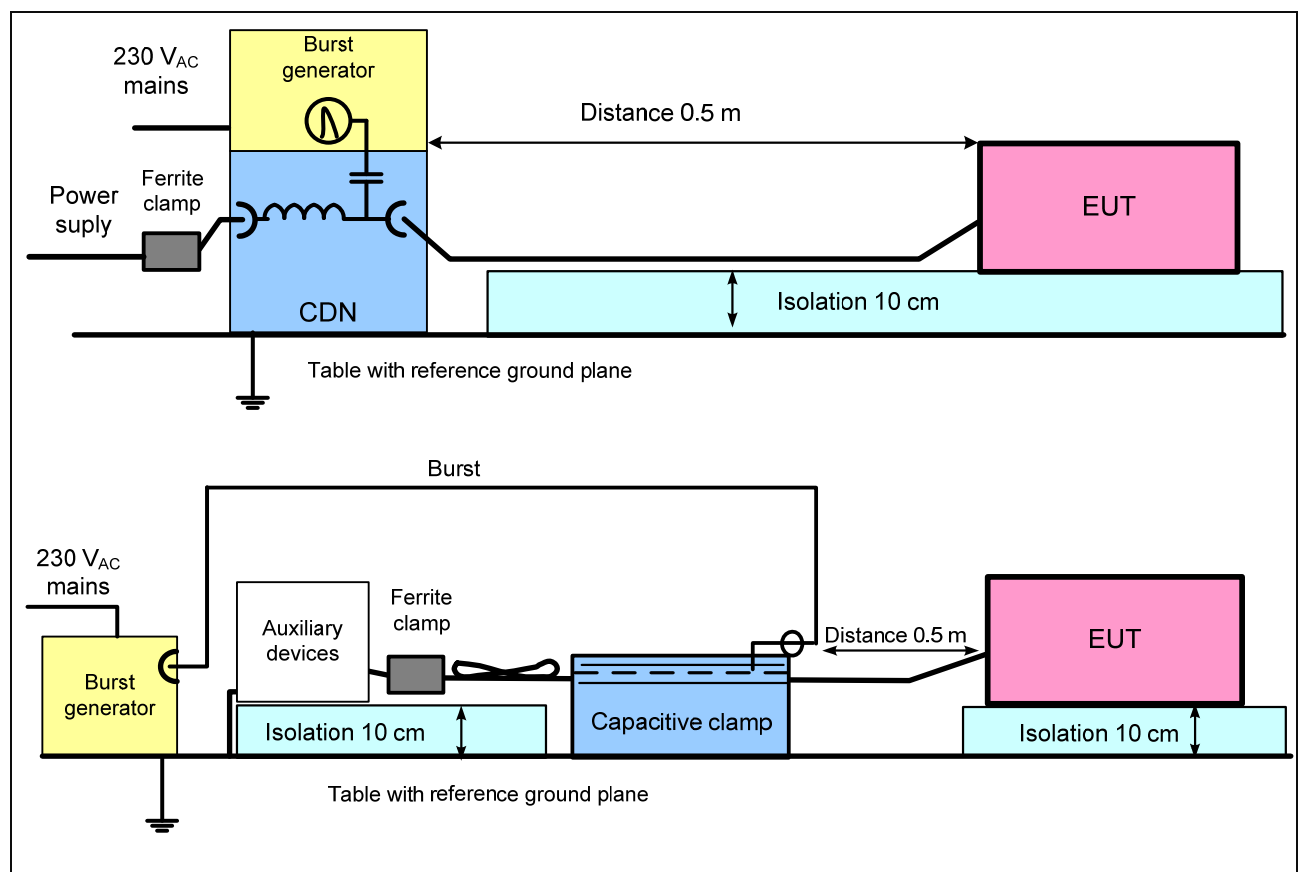 230 VAC
mains
Burst
generator
Distance 0.5 m
Power
suply
Ferrite
clamp
EUT
CDN
Isolation 10 cm
Table with reference ground plane
Burst
230 VAC
mains
Auxiliary
devices
Ferrite
clamp
Distance 0.5 m
EUT
Burst
generator
Capacitive clamp
Isolation 10 cm
Isolation 10 cm
Table with reference ground plane